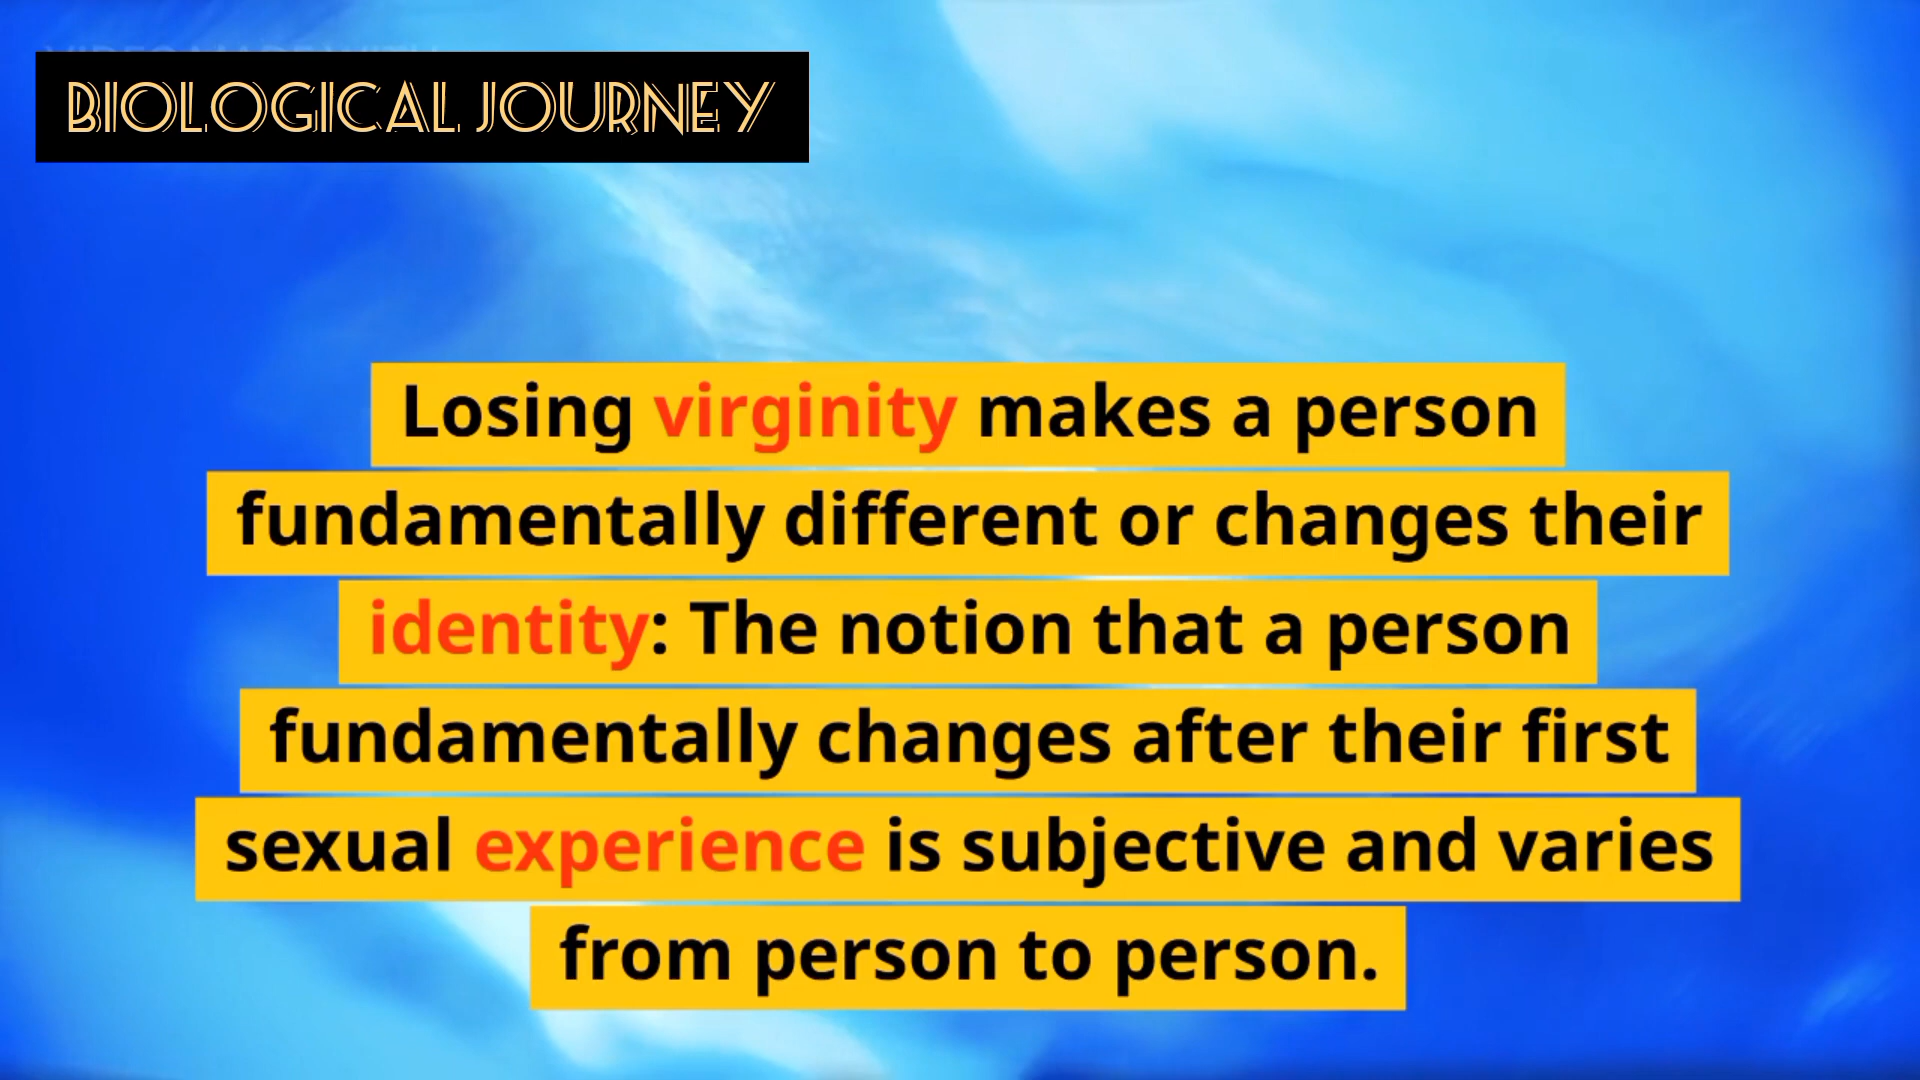 BIOLOGICAL JOURNEY
Losing virginity makes a person
fundamentally different or changes their
identity: The notion that a person
fundamentally changes after their first
sexual experience is subjective and varies
from person to person.